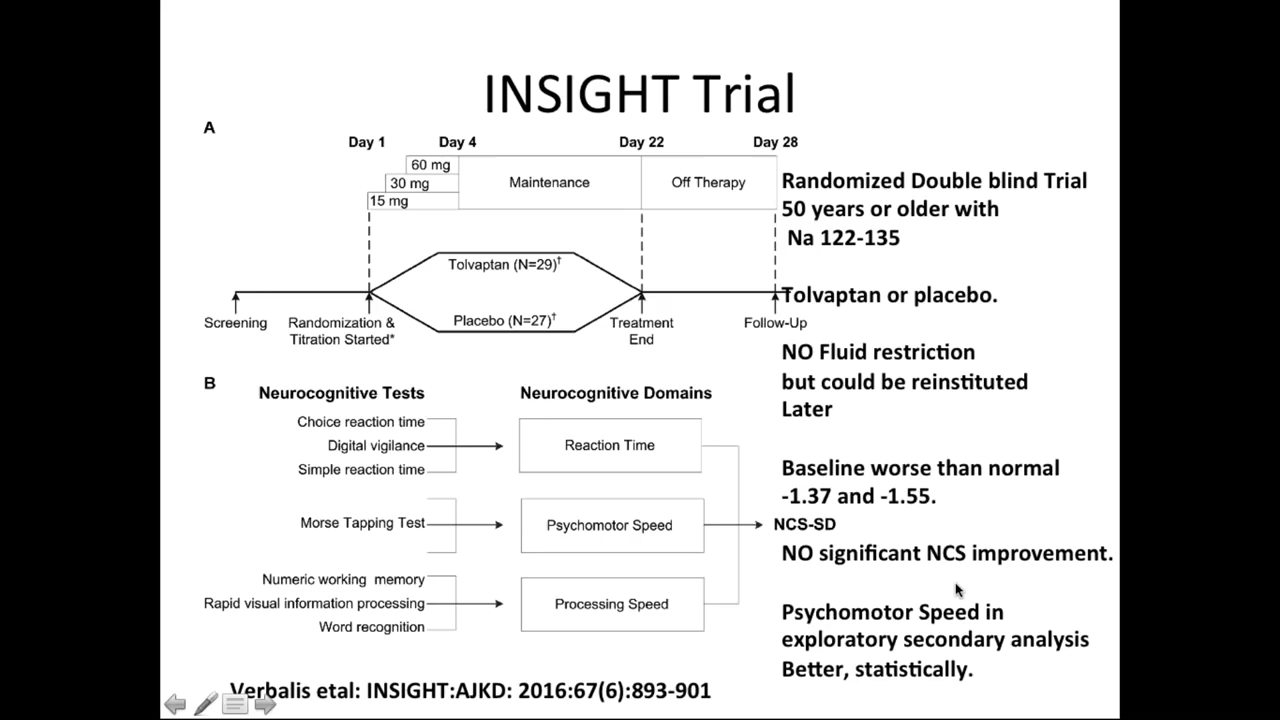 INSIGHT Trial
A
Day 1 Day 4 Day 22 Day 28
60 mg
30 mg
15 mg
Maintenance
Off Therapy
Tolvaptan (N=29)†
Placebo (N=27)†
Screening
Randomization &
Titration Started*
Treatment
End
Follow-Up
Randomized Double blind Trial
50 years or older with
Na 122-135
Tolvaptan or placebo.
NO Fluid restriction
but could be reinstituted
Later
Baseline worse than normal
-1.37 and -1.55.
NO significant NCS improvement.
Psychomotor Speed in
exploratory secondary analysis
Better, statistically.
B
Neurocognitive Tests
Neurocognitive Domains
Choice reaction time
Digital vigilance
Simple reaction time
Reaction Time
Morse Tapping Test
Psychomotor Speed
NCS-SD
Numeric working memory
Rapid visual information processing
Word recognition
Processing Speed
Verbalis etal: INSIGHT:AJKD: 2016:67(6):893-901